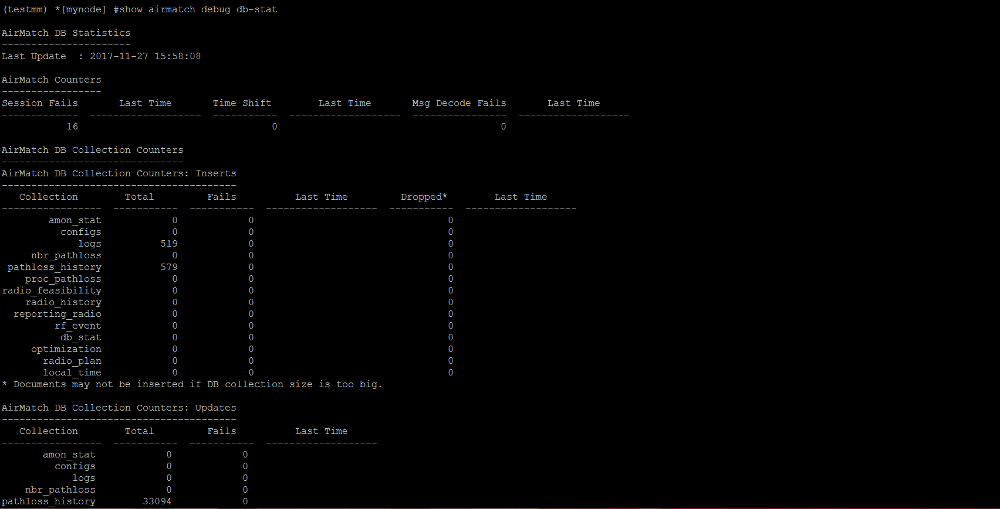 (testmm) *[mynode] #show airmatch debug db-stat
AirMatch DB Statistics
----------------------
Last Update  : 2017-11-27 15:58:08
AirMatch Counters
-----------------
Session Fails       Last Time       Time Shift        Last Time       Msg Decode Fails       Last Time
-------------  -------------------  -----------  -------------------  ----------------  -------------------
           16                                 0                                      0
AirMatch DB Collection Counters
-------------------------------
AirMatch DB Collection Counters: Inserts
----------------------------------------
   Collection        Total         Fails          Last Time         Dropped*        Last Time
-----------------  -----------  -----------  -------------------  -----------  -------------------
        amon_stat            0            0                                 0
          configs            0            0                                 0
             logs          519            0                                 0
     nbr_pathloss            0            0                                 0
 pathloss_history          579            0                                 0
    proc_pathloss            0            0                                 0
radio_feasibility            0            0                                 0
    radio_history            0            0                                 0
  reporting_radio            0            0                                 0
         rf_event            0            0                                 0
          db_stat            0            0                                 0
     optimization            0            0                                 0
       radio_plan            0            0                                 0
       local_time            0            0                                 0
* Documents may not be inserted if DB collection size is too big.
AirMatch DB Collection Counters: Updates
----------------------------------------
   Collection        Total         Fails          Last Time
-----------------  -----------  -----------  -------------------
       amon_stat            0            0
         configs            0            0
            logs            0            0
    nbr_pathloss            0            0
pathloss_history        33094            0